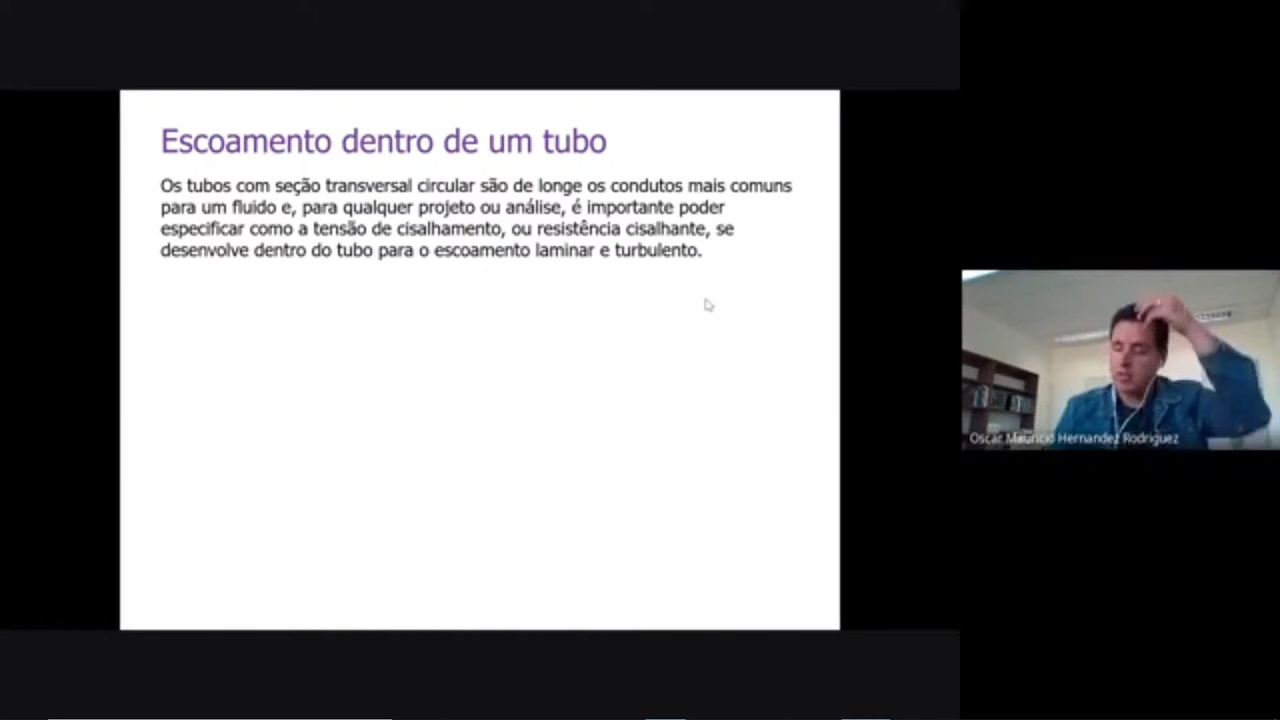 Escoamento dentro de um tubo
Os tubos com seção transversal circular são de longe os condutos mais comuns
para um fluido e, para qualquer projeto ou análise, é importante poder
especificar como a tensão de cisalhamento, ou resistência cisalhante, se
desenvolve dentro do tubo para o escoamento laminar e turbulento.
Oscar Mauricio Hernandez Rodriguez